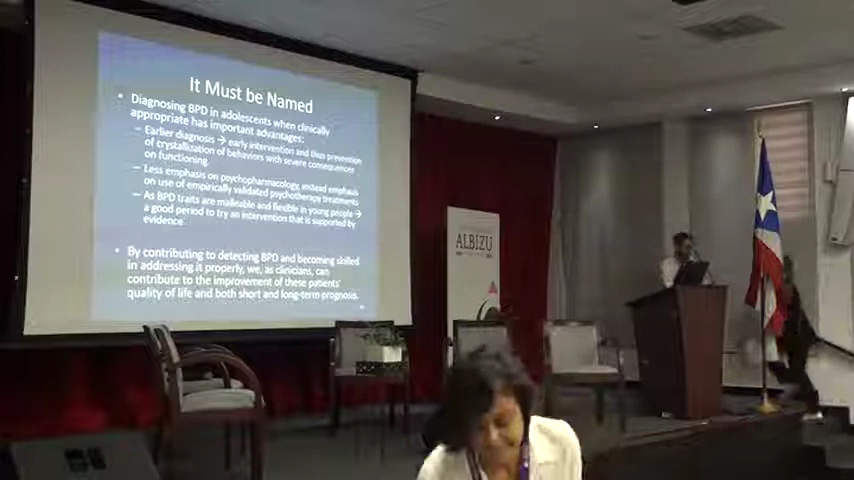 It Must be Named
• Diagnosing BPD in adolescents when clinically
appropriate has important advantages:
– Earlier diagnosis → early intervention and thus prevention
of crystallization of behaviors with severe consequences
on functioning.
– Less emphasis on psychopharmacology, instead emphasis
on use of empirically validated psychotherapy treatments
– As BPD traits are malleable and flexible in young people →
a good period to try an intervention that is supported by
evidence
• By contributing to detecting BPD and becoming skilled
in addressing it properly, we, as clinicians, can
contribute to the improvement of these patients'
quality of life and both short and long-term prognosis.
ALBIZU